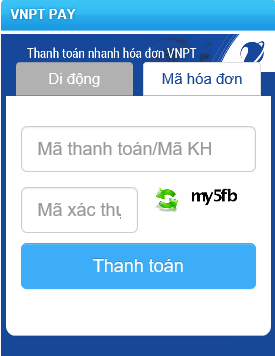 VNPT PAY
Thanh toán nhanh hóa đơn VNPT
Di động
Mã hóa đơn
Mã thanh toán/Mã KH
Mã xác thụ
my5fb
Thanh toán